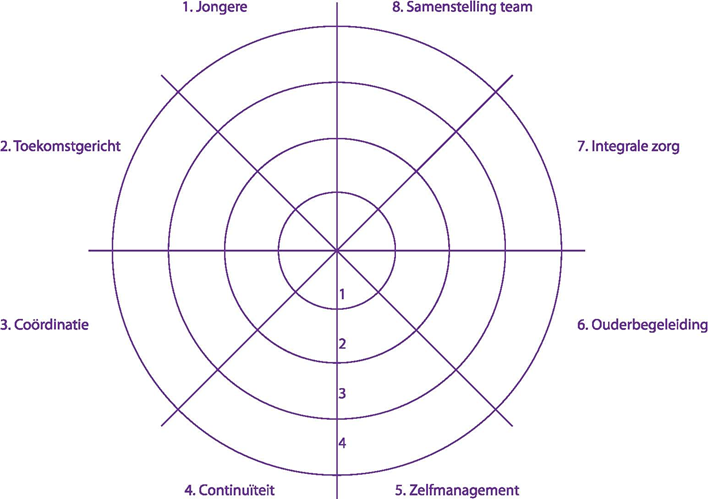 1. Jongere
8. Samenstelling team
2. Toekomstgericht
7. Integrale zorg
1
3. Coördinatie
6. Ouderbegeleiding
2
3
4
4. Continuïteit
5. Zelfmanagement